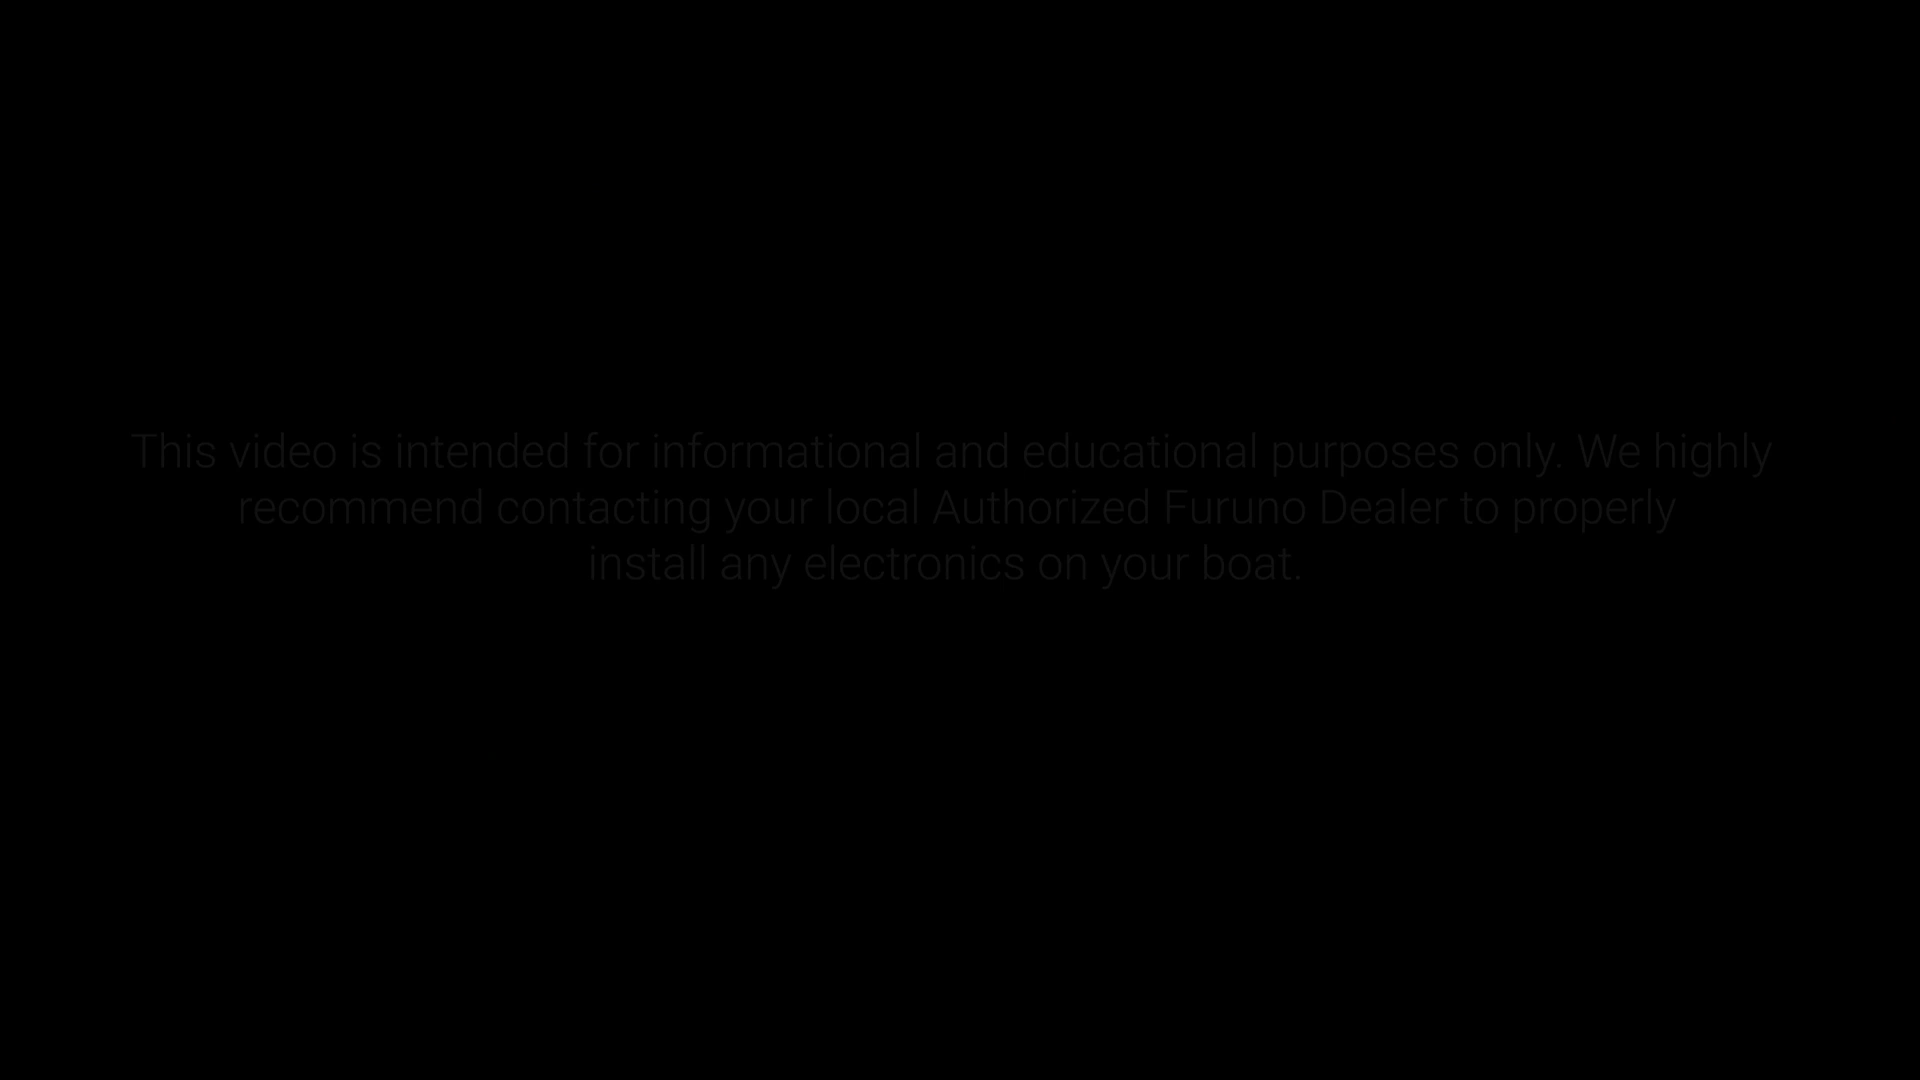 This video is intended for informational and educational purposes only. We highly
recommend contacting your local Authorized Furuno Dealer to properly
install any electronics on your boat.